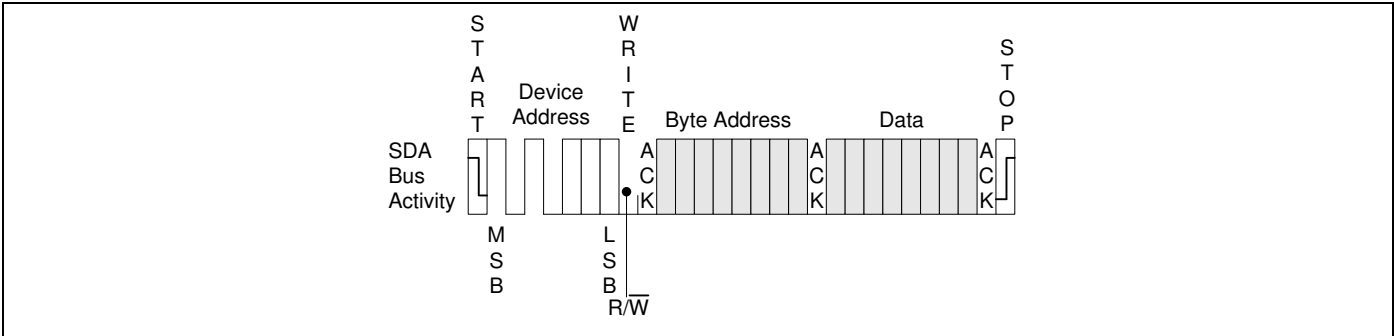 START
WRITE
STOP
Device
Address
Byte Address
Data
SDA
Bus
Activity
ACK
ACK
ACK
MSB
LSB
R/W̅